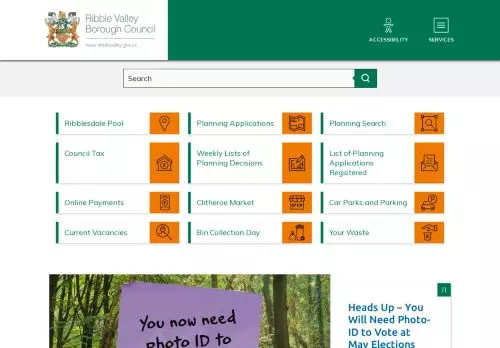 Ribble Valley
Borough Council
www.ribblevalley.gov.uk
ACCESSIBILITY
SERVICES
Search
Ribblesdale Pool
Planning Applications
Planning Search
Council Tax
Weekly Lists of
Planning Decisions
List of Planning
Applications
Registered
Online Payments
Clitheroe Market
OPEN
Car Parks and Parking
Current Vacancies
Bin Collection Day
Your Waste
You now need
photo ID to
Heads Up – You
Will Need Photo-
ID to Vote at
May Elections